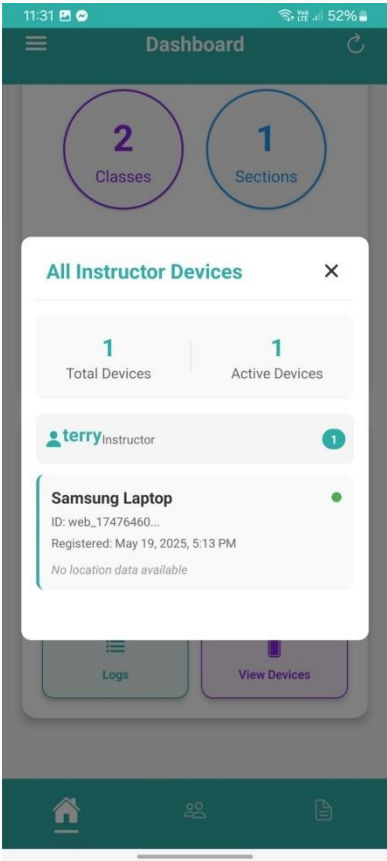 11:31 52%
Dashboard
2 1
Classes Sections
All Instructor Devices ×
1 1
Total Devices Active Devices
terry Instructor 1
Samsung Laptop
ID: web_17476460...
Registered: May 19, 2025, 5:13 PM
No location data available
Logs View Devices